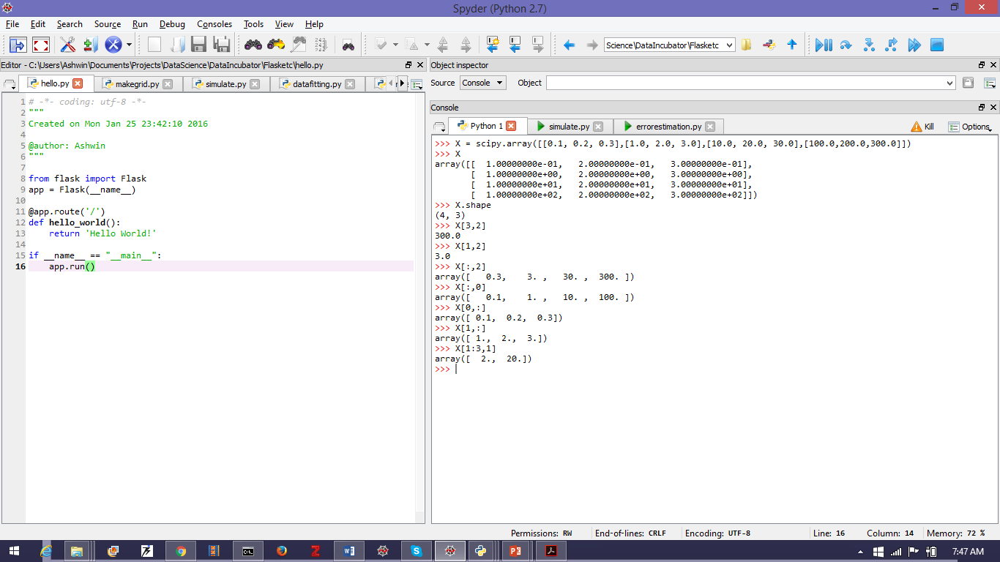 Spyder (Python 2.7)
File Edit Search Source Run Debug Consoles Tools View Help
Science\DataIncubator\Flasketc
Editor - C:\Users\Ashwin\Documents\Projects\DataScience\DataIncubator\Flasketc\hello.py
hello.py makegrid.py simulate.py datafitting.py
1 # -*- coding: utf-8 -*-
2 """
3 Created on Mon Jan 25 23:42:10 2016
4
5 @author: Ashwin
6 """
7
8 from flask import Flask
9 app = Flask(__name__)
10
11 @app.route('/')
12 def hello_world():
13     return 'Hello World!'
14
15 if __name__ == "__main__":
16     app.run()
Object inspector
Source Console Object
Console
Python 1 simulate.py errorestimation.py Kill Options
>>> X = scipy.array([[0.1, 0.2, 0.3],[1.0, 2.0, 3.0],[10.0, 20.0, 30.0],[100.0,200.0,300.0]])
>>> X
array([[  1.00000000e-01,   2.00000000e-01,   3.00000000e-01],
       [  1.00000000e+00,   2.00000000e+00,   3.00000000e+00],
       [  1.00000000e+01,   2.00000000e+01,   3.00000000e+01],
       [  1.00000000e+02,   2.00000000e+02,   3.00000000e+02]])
>>> X.shape
(4, 3)
>>> X[3,2]
300.0
>>> X[1,2]
3.0
>>> X[:,2]
array([   0.3,    3. ,   30. ,  300. ])
>>> X[:,0]
array([   0.1,    1. ,   10. ,  100. ])
>>> X[0,:]
array([ 0.1,  0.2,  0.3])
>>> X[1,:]
array([ 1.,  2.,  3.])
>>> X[1:3,1]
array([  2.,  20.])
>>>
Permissions: RW End-of-lines: CRLF Encoding: UTF-8 Line: 16 Column: 14 Memory: 72 %
7:47 AM